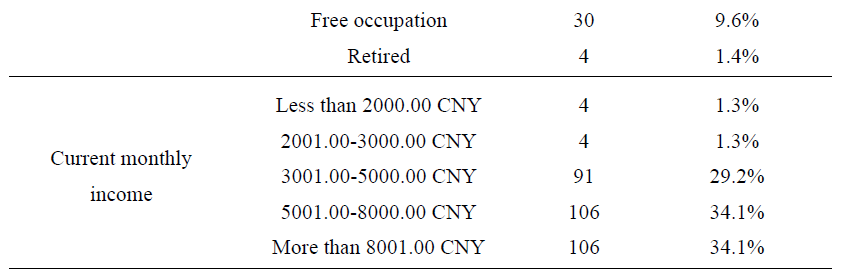 Free occupation 30 9.6%
Retired 4 1.4%
Less than 2000.00 CNY 4 1.3%
2001.00-3000.00 CNY 4 1.3%
Current monthly income 3001.00-5000.00 CNY 91 29.2%
5001.00-8000.00 CNY 106 34.1%
More than 8001.00 CNY 106 34.1%